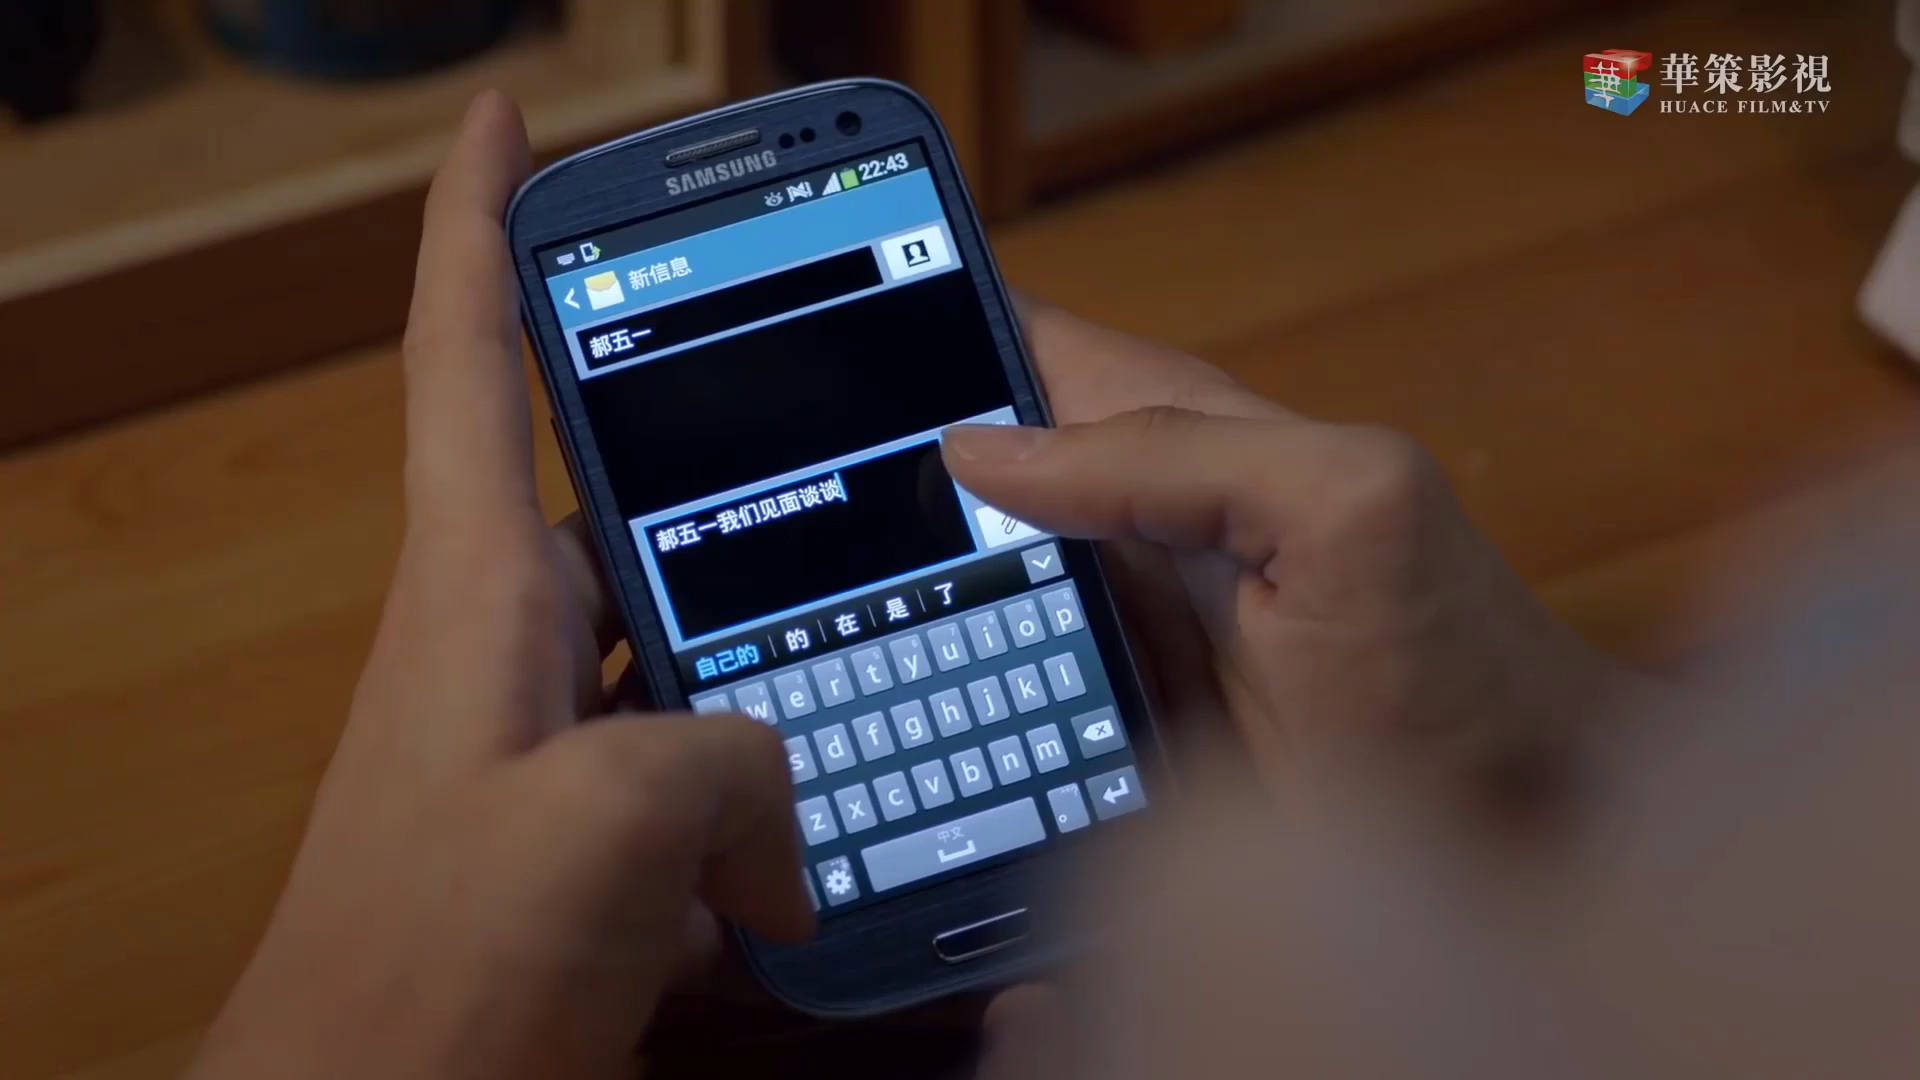 華策影視
HUACE FILM&TV
SAMSUNG
22:43
新信息
郝五一
郝五一我们见面谈谈
自己的 的 在 是 了
w e r t y u i o p
s d f g h j k l
z x c v b n m
中文